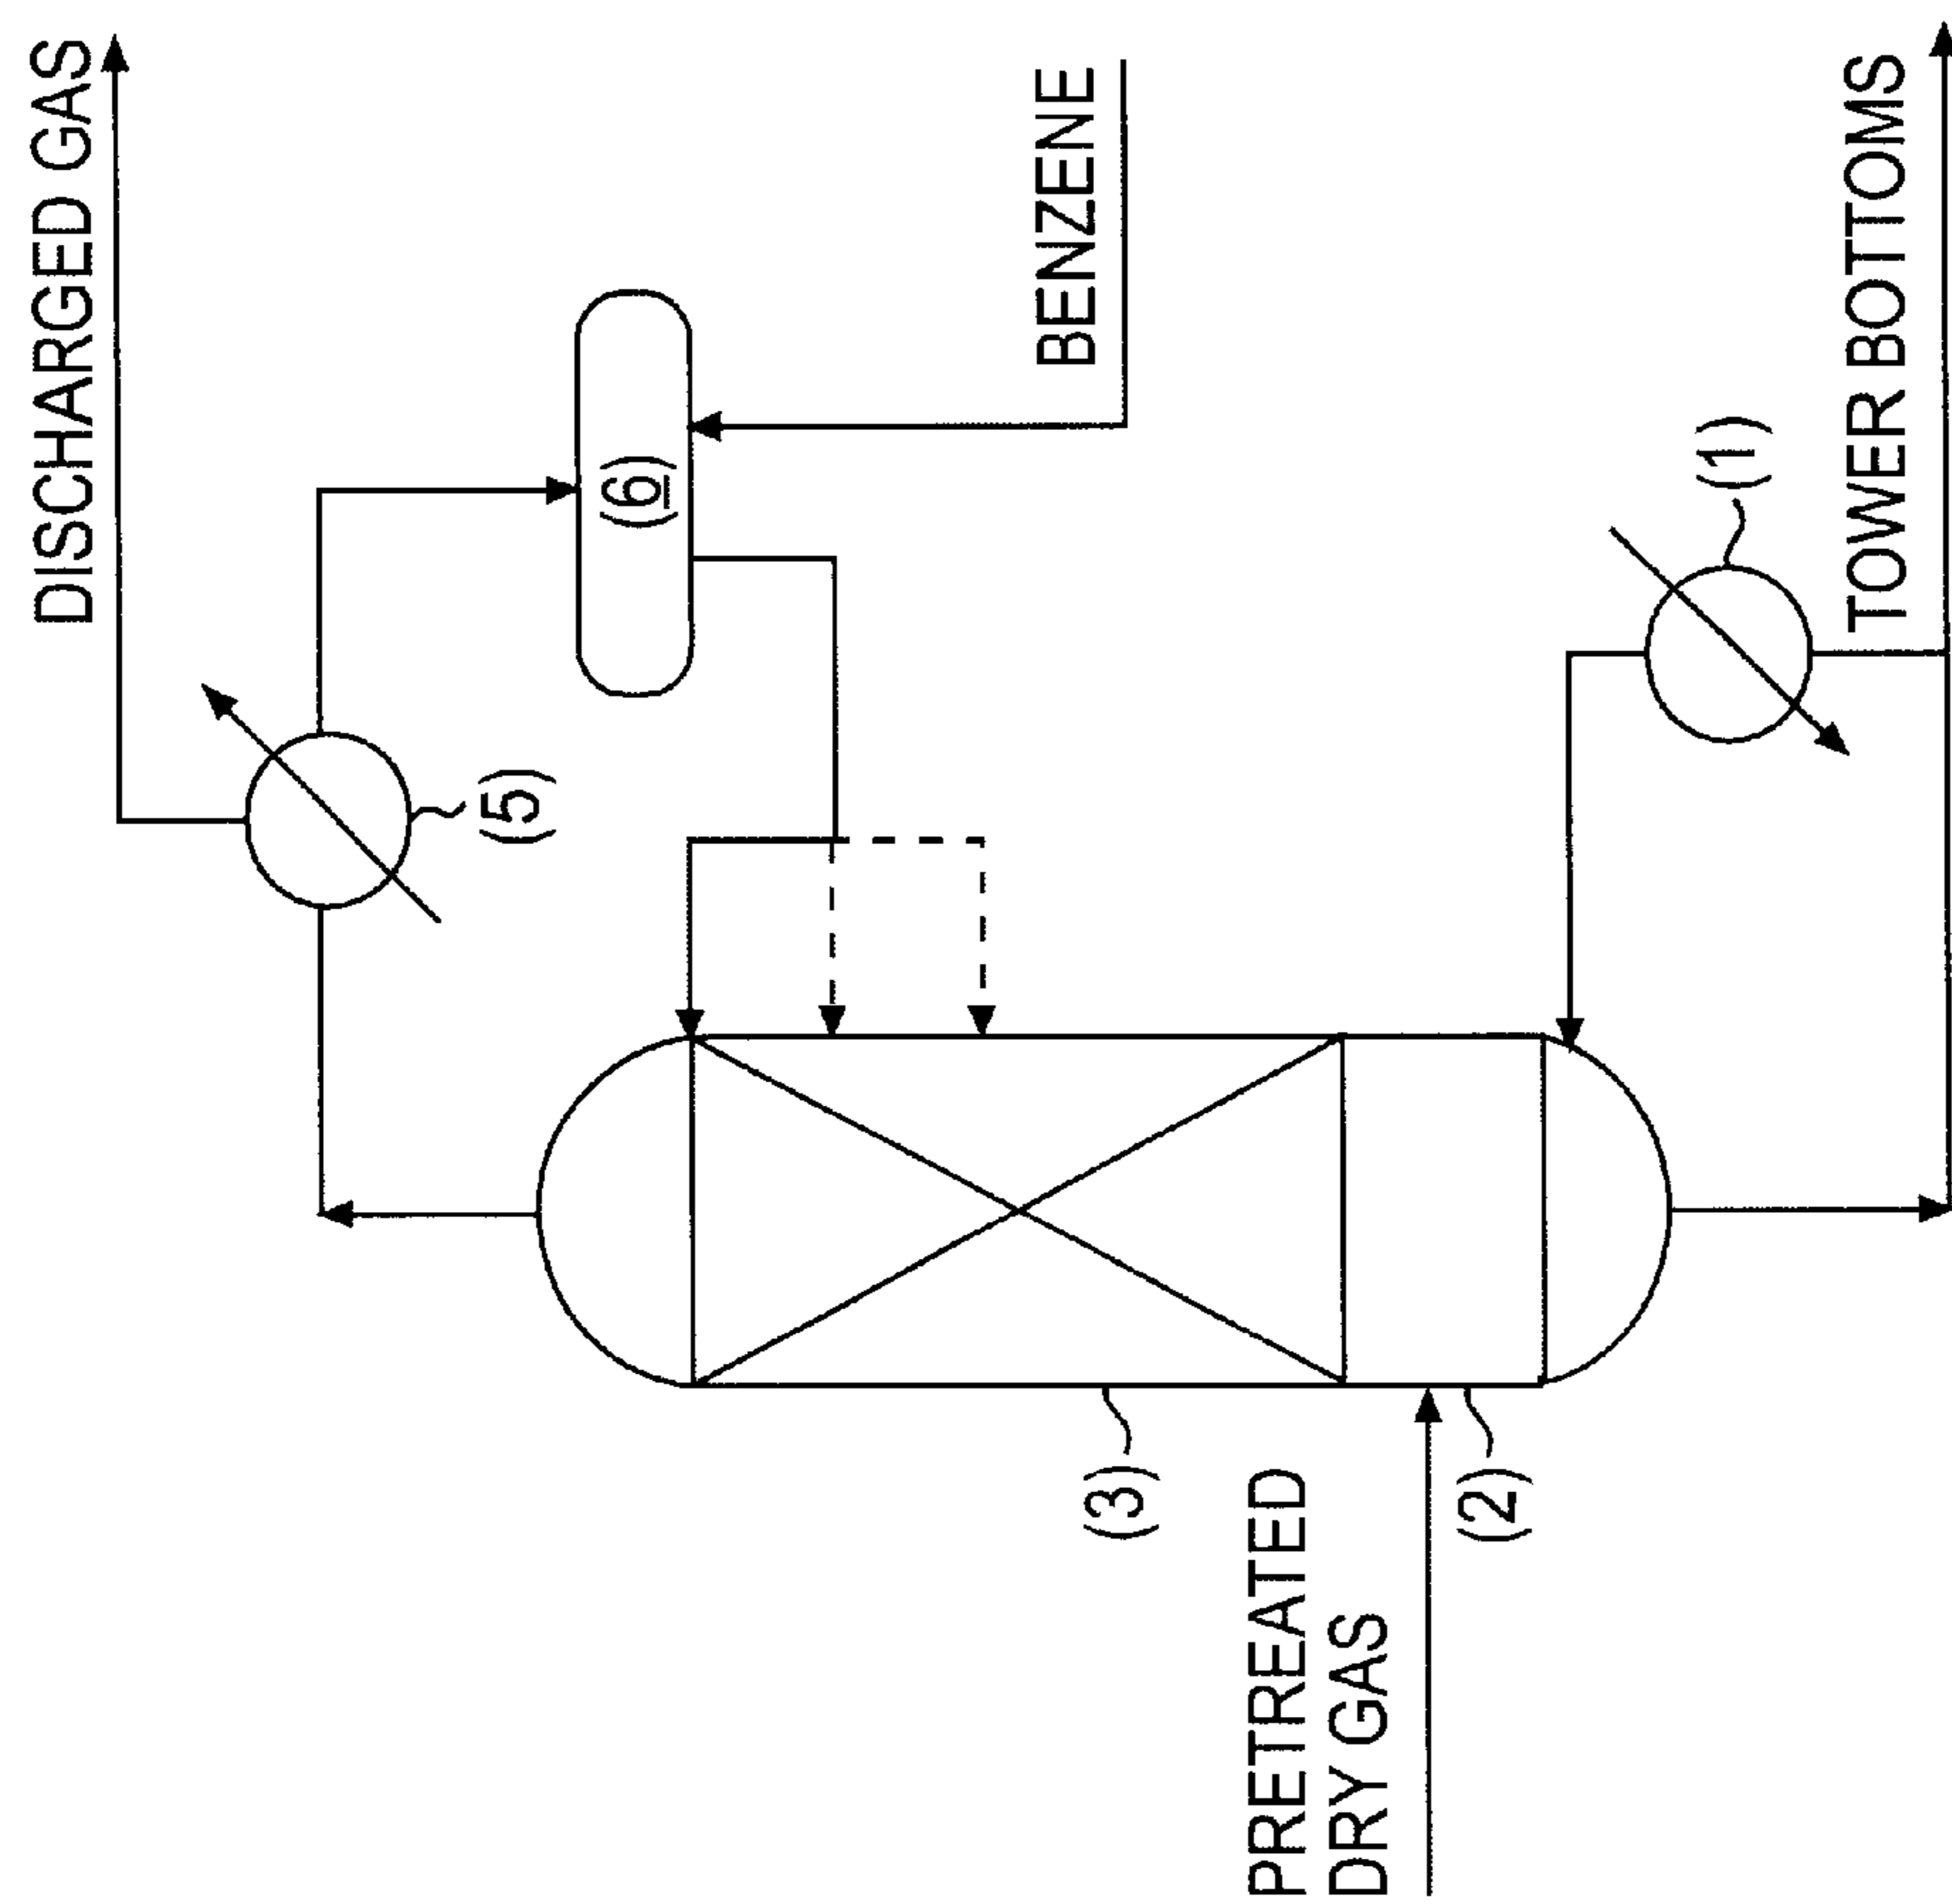 DISCHARGED GAS
(5)
(6)
BENZENE
(3)
PRETREATED
DRY GAS
(2)
(1)
TOWER BOTTOMS